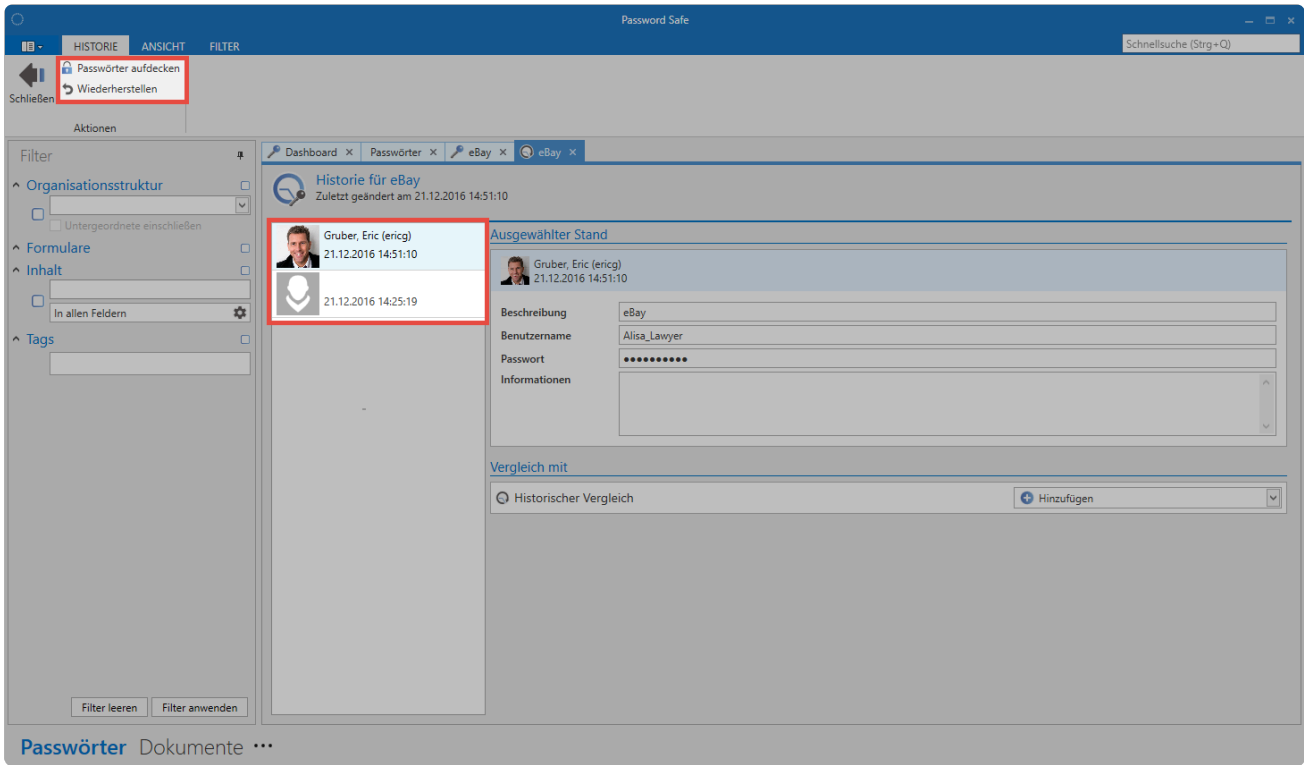 Password Safe
HISTORIE ANSICHT FILTER
Schnellsuche (Strg+Q)
Passwörter aufdecken
Wiederherstellen
Schließen
Aktionen
Filter
Organisationsstruktur
Untergeordnete einschließen
Formulare
Inhalt
In allen Feldern
Tags
Filter leeren Filter anwenden
Dashboard Passwörter eBay eBay
Historie für eBay
Zuletzt geändert am 21.12.2016 14:51:10
Gruber, Eric (ericg)
21.12.2016 14:51:10
21.12.2016 14:25:19
Ausgewählter Stand
Gruber, Eric (ericg)
21.12.2016 14:51:10
Beschreibung eBay
Benutzername Alisa_Lawyer
Passwort ●●●●●●●●●●
Informationen
Vergleich mit
Historischer Vergleich Hinzufügen
Passwörter Dokumente •••